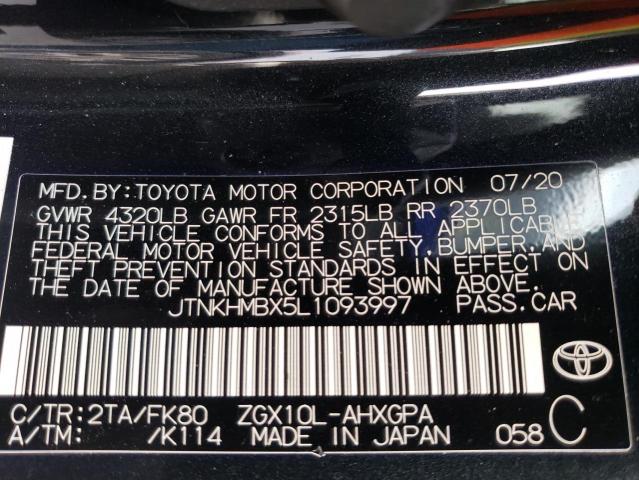 MFD.BY:TOYOTA MOTOR CORPORATION 07/20
GVWR 4320LB GAWR FR 2315LB RR 2370LB
THIS VEHICLE CONFORMS TO ALL APPLICABLE
FEDERAL MOTOR VEHICLE SAFETY,BUMPER,AND
THEFT PREVENTION STANDARDS IN EFFECT ON
THE DATE OF MANUFACTURE SHOWN ABOVE.
JTNKHMBX5L1093997 PASS.CAR
C/TR:2TA/FK80 ZGX10L-AHXGPA
A/TM: /K114 MADE IN JAPAN 058 C